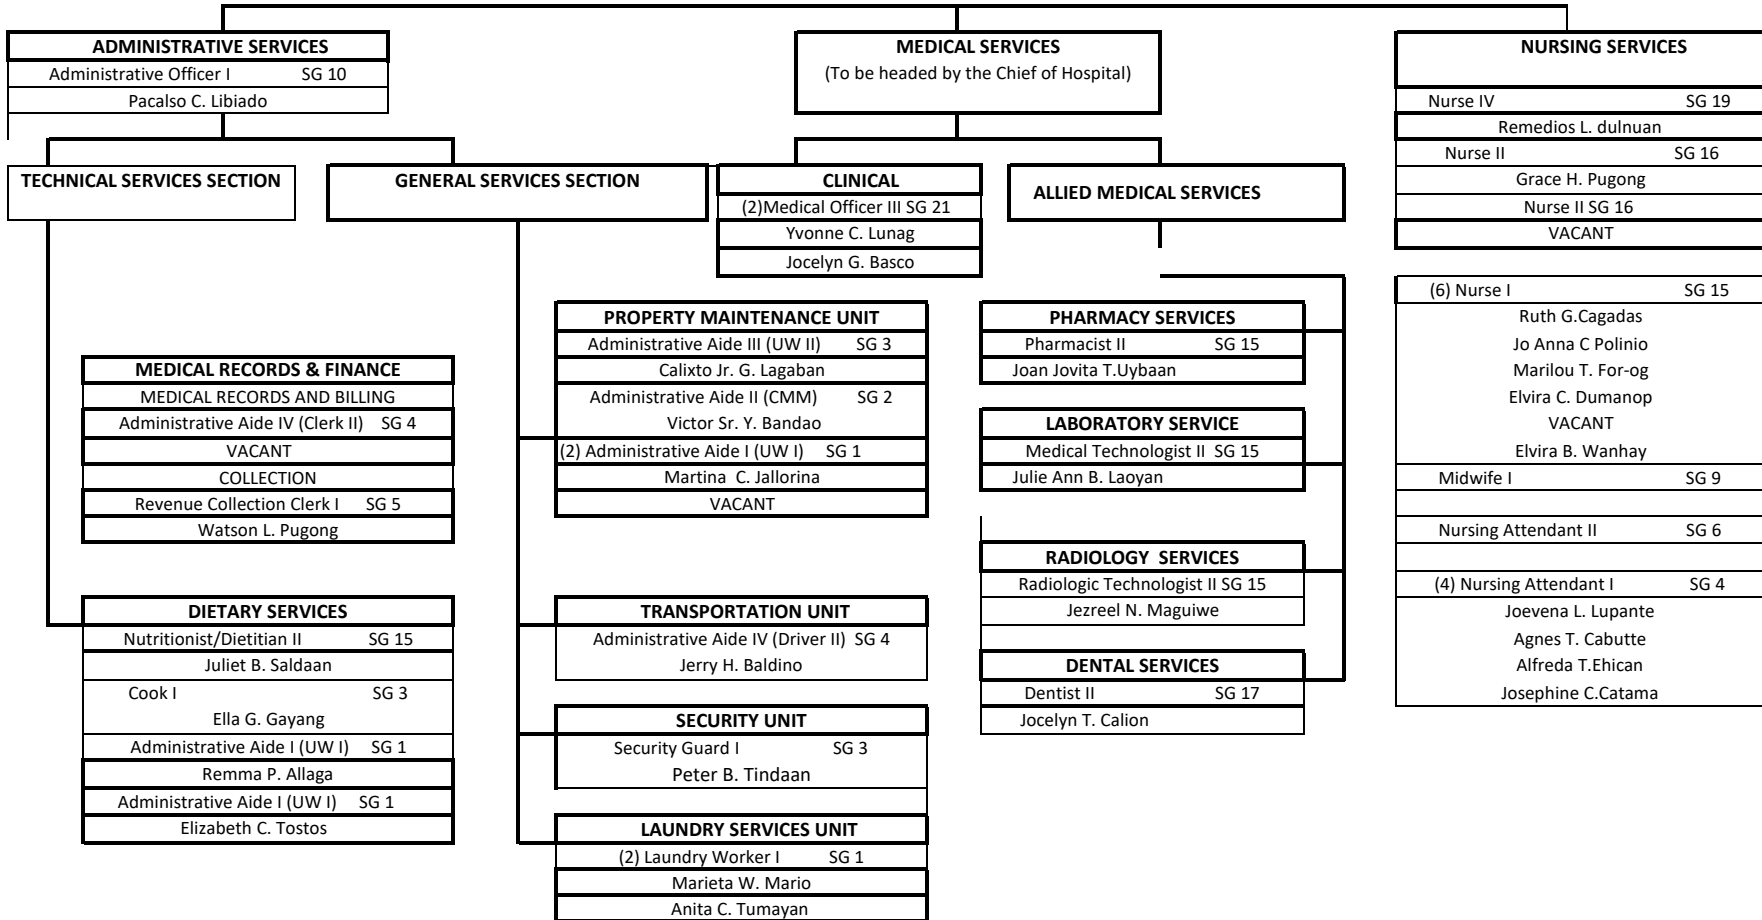 ADMINISTRATIVE SERVICES
Administrative Officer I SG 10
Pacalso C. Libiado
MEDICAL SERVICES
(To be headed by the Chief of Hospital)
NURSING SERVICES
Nurse IV SG 19
Remedios L. dulnuan
Nurse II SG 16
Grace H. Pugong
Nurse II SG 16
VACANT
TECHNICAL SERVICES SECTION
GENERAL SERVICES SECTION
CLINICAL
(2)Medical Officer III SG 21
Yvonne C. Lunag
Jocelyn G. Basco
ALLIED MEDICAL SERVICES
MEDICAL RECORDS & FINANCE
MEDICAL RECORDS AND BILLING
Administrative Aide IV (Clerk II) SG 4
VACANT
COLLECTION
Revenue Collection Clerk I SG 5
Watson L. Pugong
DIETARY SERVICES
Nutritionist/Dietitian II SG 15
Juliet B. Saldaan
Cook I SG 3
Ella G. Gayang
Administrative Aide I (UW I) SG 1
Remma P. Allaga
Administrative Aide I (UW I) SG 1
Elizabeth C. Tostos
PROPERTY MAINTENANCE UNIT
Administrative Aide III (UW II) SG 3
Calixto Jr. G. Lagaban
Administrative Aide II (CMM) SG 2
Victor Sr. Y. Bandao
(2) Administrative Aide I (UW I) SG 1
Martina C. Jallorina
VACANT
TRANSPORTATION UNIT
Administrative Aide IV (Driver II) SG 4
Jerry H. Baldino
SECURITY UNIT
Security Guard I SG 3
Peter B. Tindaan
LAUNDRY SERVICES UNIT
(2) Laundry Worker I SG 1
Marieta W. Mario
Anita C. Tumayan
PHARMACY SERVICES
Pharmacist II SG 15
Joan Jovita T.Uybaan
LABORATORY SERVICE
Medical Technologist II SG 15
Julie Ann B. Laoyan
RADIOLOGY SERVICES
Radiologic Technologist II SG 15
Jezreel N. Maguiwe
DENTAL SERVICES
Dentist II SG 17
Jocelyn T. Calion
(6) Nurse I SG 15
Ruth G.Cagadas
Jo Anna C Polinio
Marilou T. For-og
Elvira C. Dumanop
VACANT
Elvira B. Wanhay
Midwife I SG 9
Nursing Attendant II SG 6
(4) Nursing Attendant I SG 4
Joevena L. Lupante
Agnes T. Cabutte
Alfreda T.Ehican
Josephine C.Catama